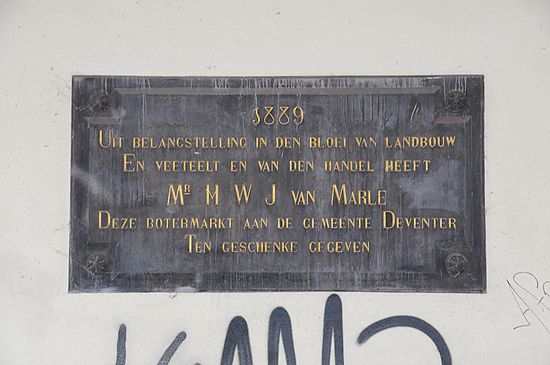 1889
UIT BELANGSTELLING IN DEN BLOEI VAN LANDBOUW
EN VEETEELT EN VAN DEN HANDEL HEEFT
MR M W J VAN MARLE
DEZE BOTERMARKT AAN DE GEMEENTE DEVENTER
TEN GESCHENKE GEGEVEN